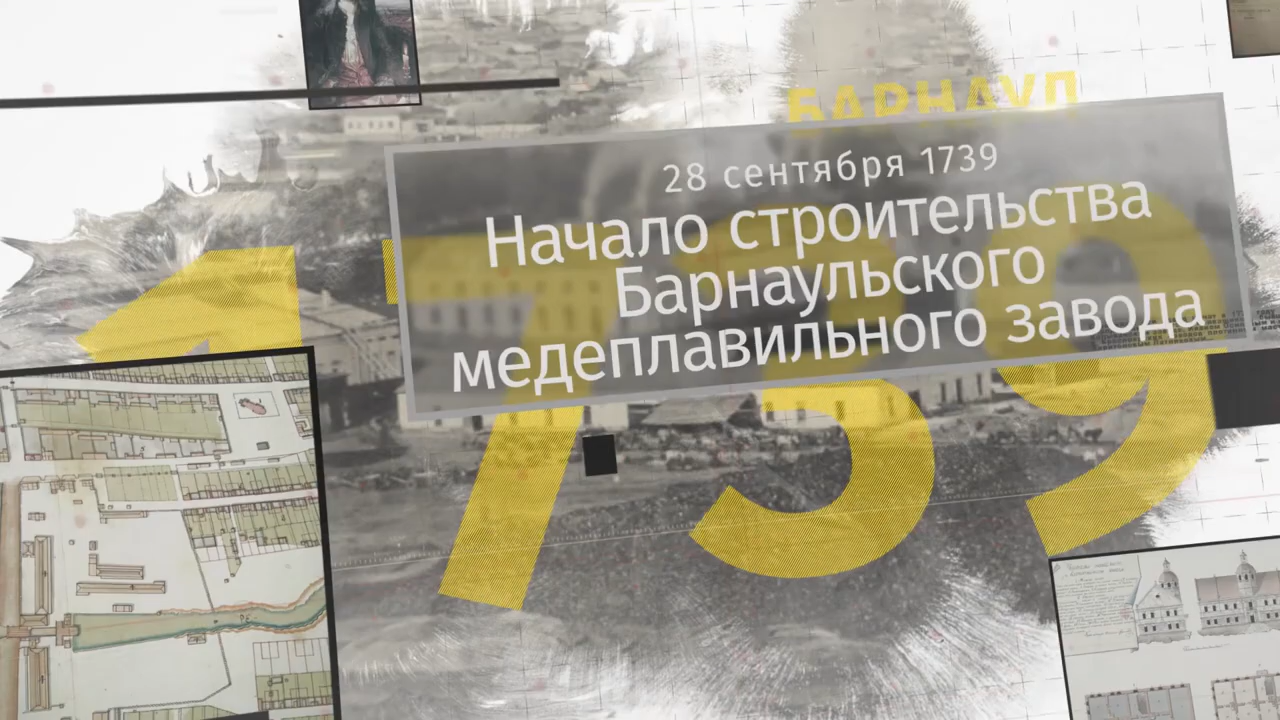 БАРНАУЛ
28 сентября 1739
Начало строительства
Барнаульского
медеплавильного завода
1739